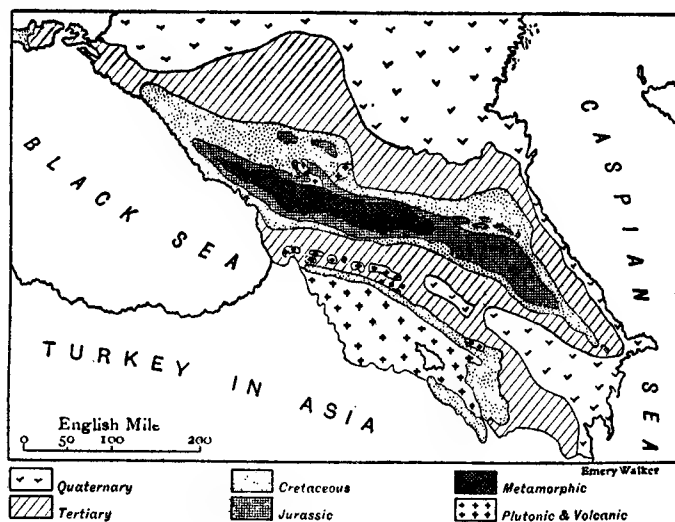 BLACK SEA
CASPIAN SEA
TURKEY IN ASIA
English Mile
0 50 100 200
Emery Walker
Quaternary
Cretaceous
Metamorphic
Tertiary
Jurassic
Plutonic & Volcanic